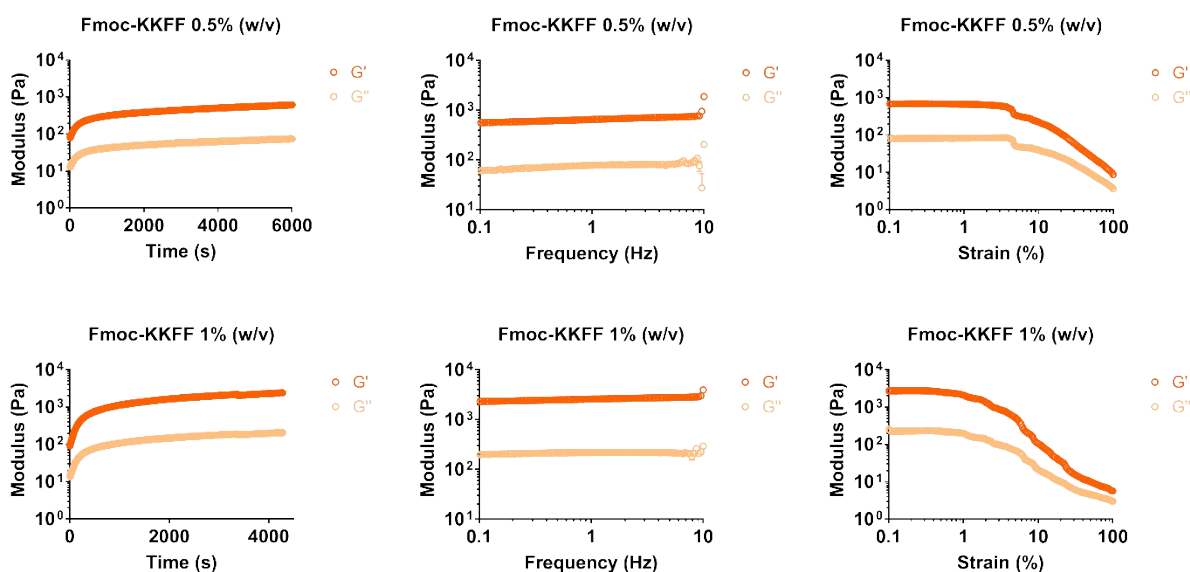 Fmoc-KKFF 0.5% (w/v)
Modulus (Pa)
10⁴
10³
10²
10¹
10⁰
0
2000
4000
6000
Time (s)
G'
G''
Fmoc-KKFF 0.5% (w/v)
Modulus (Pa)
10⁴
10³
10²
10¹
0.1
1
10
Frequency (Hz)
G'
G''
Fmoc-KKFF 0.5% (w/v)
Modulus (Pa)
10⁴
10³
10²
10¹
10⁰
0.1
1
10
100
Strain (%)
G'
G''
Fmoc-KKFF 1% (w/v)
Modulus (Pa)
10⁴
10³
10²
10¹
10⁰
0
2000
4000
Time (s)
G'
G''
Fmoc-KKFF 1% (w/v)
Modulus (Pa)
10⁴
10³
10²
10¹
0.1
1
10
Frequency (Hz)
G'
G''
Fmoc-KKFF 1% (w/v)
Modulus (Pa)
10⁴
10³
10²
10¹
10⁰
0.1
1
10
100
Strain (%)
G'
G''